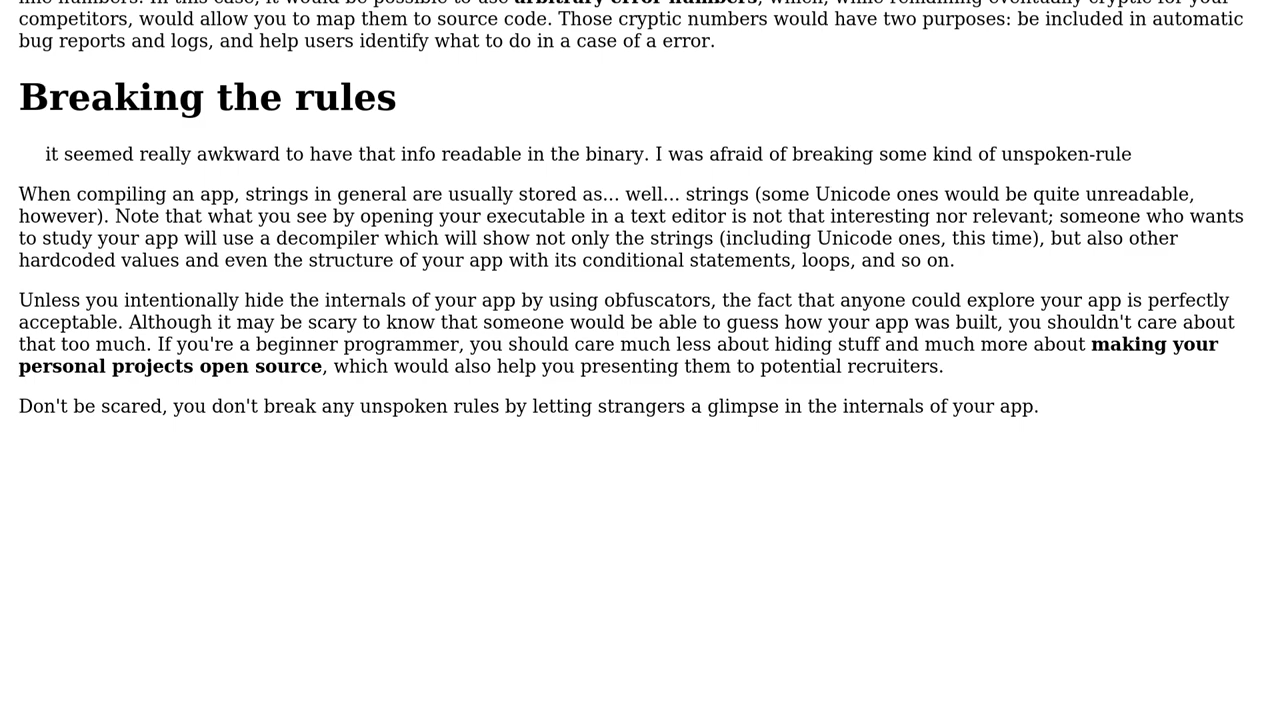 competitors, would allow you to map them to source code. Those cryptic numbers would have two purposes: be included in automatic
bug reports and logs, and help users identify what to do in a case of a error.
Breaking the rules
it seemed really awkward to have that info readable in the binary. I was afraid of breaking some kind of unspoken-rule
When compiling an app, strings in general are usually stored as... well... strings (some Unicode ones would be quite unreadable,
however). Note that what you see by opening your executable in a text editor is not that interesting nor relevant; someone who wants
to study your app will use a decompiler which will show not only the strings (including Unicode ones, this time), but also other
hardcoded values and even the structure of your app with its conditional statements, loops, and so on.
Unless you intentionally hide the internals of your app by using obfuscators, the fact that anyone could explore your app is perfectly
acceptable. Although it may be scary to know that someone would be able to guess how your app was built, you shouldn't care about
that too much. If you're a beginner programmer, you should care much less about hiding stuff and much more about making your
personal projects open source, which would also help you presenting them to potential recruiters.
Don't be scared, you don't break any unspoken rules by letting strangers a glimpse in the internals of your app.